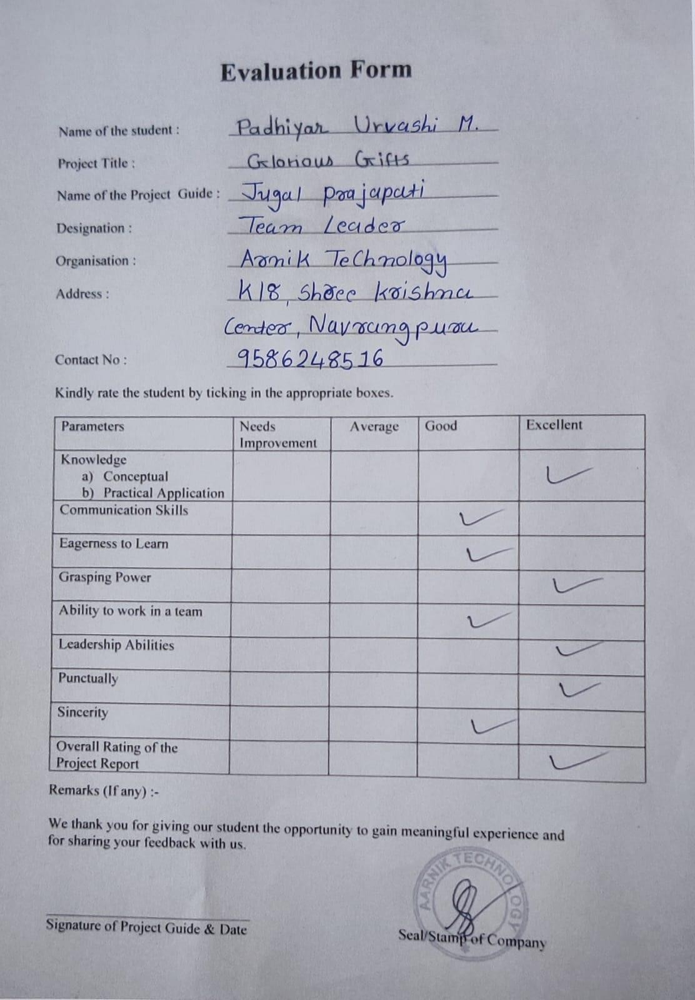 Evaluation Form
Name of the student : Padhiyar Urvashi M.
Project Title : Glorious Gifts
Name of the Project Guide : Jugal Prajapati
Designation : Team Leader
Organisation : Arnik Technology
Address : K18, Shree Krishna
Center, Navrangpura
Contact No : 9586248516
Kindly rate the student by ticking in the appropriate boxes.
Parameters Needs Improvement Average Good Excellent
Knowledge
a) Conceptual ✓
b) Practical Application
Communication Skills ✓
Eagerness to Learn ✓
Grasping Power ✓
Ability to work in a team ✓
Leadership Abilities ✓
Punctually ✓
Sincerity ✓
Overall Rating of the
Project Report ✓
Remarks (If any) :-
We thank you for giving our student the opportunity to gain meaningful experience and
for sharing your feedback with us.
AARNIK TECHNOLOGY
Signature of Project Guide & Date
Seal/Stamp of Company